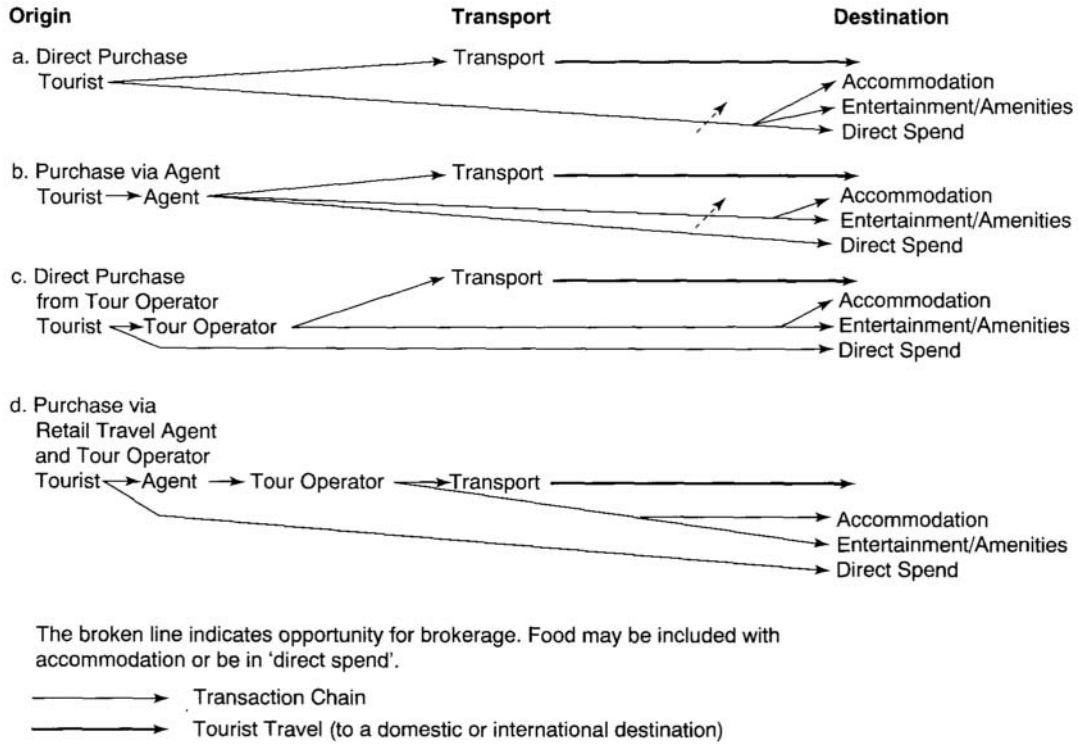 Origin Transport Destination
a. Direct Purchase Transport
Tourist Accommodation
Entertainment/Amenities
Direct Spend
b. Purchase via Agent Transport
Tourist Agent Accommodation
Entertainment/Amenities
Direct Spend
c. Direct Purchase Transport
from Tour Operator Accommodation
Tourist Tour Operator Entertainment/Amenities
Direct Spend
d. Purchase via
Retail Travel Agent
and Tour Operator
Tourist Agent Tour Operator Transport
Accommodation
Entertainment/Amenities
Direct Spend
The broken line indicates opportunity for brokerage. Food may be included with
accommodation or be in ‘direct spend’.
Transaction Chain
Tourist Travel (to a domestic or international destination)